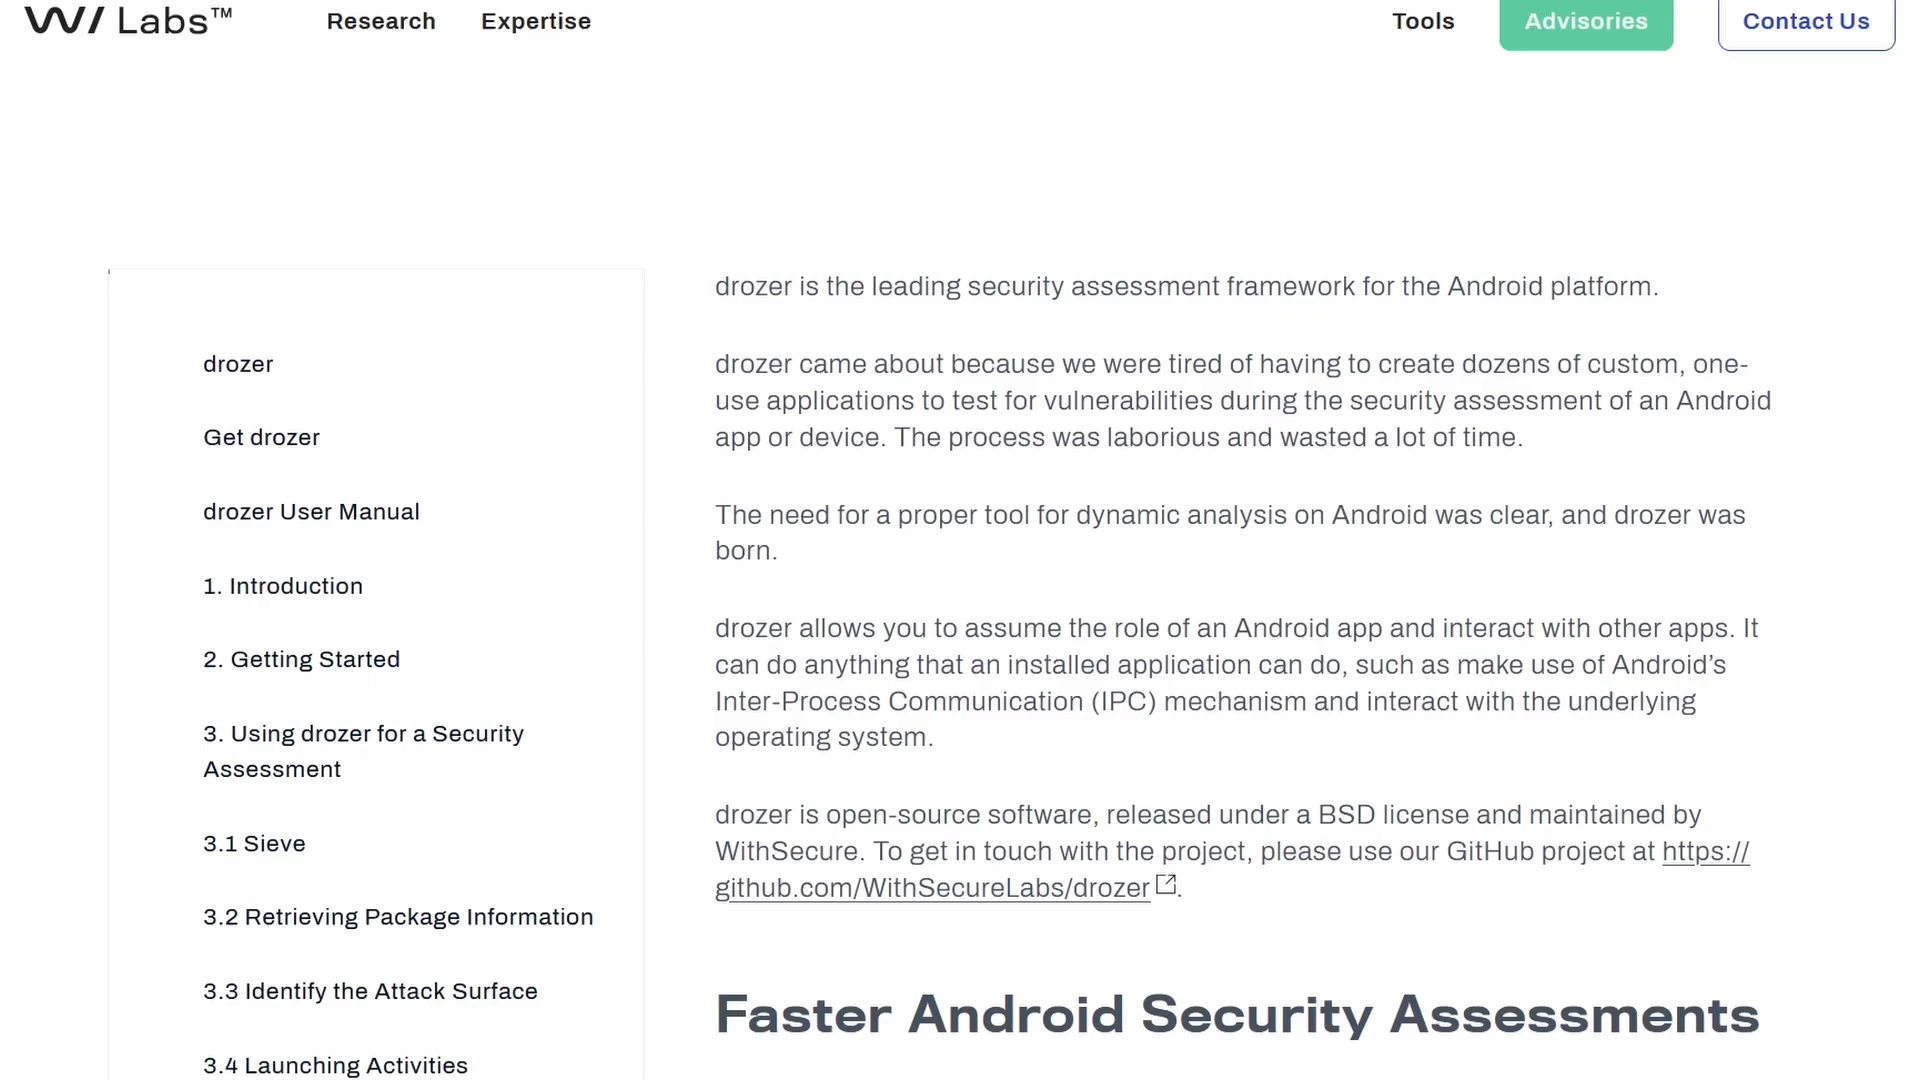 W/ Labs™
Research
Expertise
Tools
Advisories
Contact Us
drozer
Get drozer
drozer User Manual
1. Introduction
2. Getting Started
3. Using drozer for a Security
Assessment
3.1 Sieve
3.2 Retrieving Package Information
3.3 Identify the Attack Surface
3.4 Launching Activities
drozer is the leading security assessment framework for the Android platform.
drozer came about because we were tired of having to create dozens of custom, one-
use applications to test for vulnerabilities during the security assessment of an Android
app or device. The process was laborious and wasted a lot of time.
The need for a proper tool for dynamic analysis on Android was clear, and drozer was
born.
drozer allows you to assume the role of an Android app and interact with other apps. It
can do anything that an installed application can do, such as make use of Android’s
Inter-Process Communication (IPC) mechanism and interact with the underlying
operating system.
drozer is open-source software, released under a BSD license and maintained by
WithSecure. To get in touch with the project, please use our GitHub project at https://
github.com/WithSecureLabs/drozer.
Faster Android Security Assessments